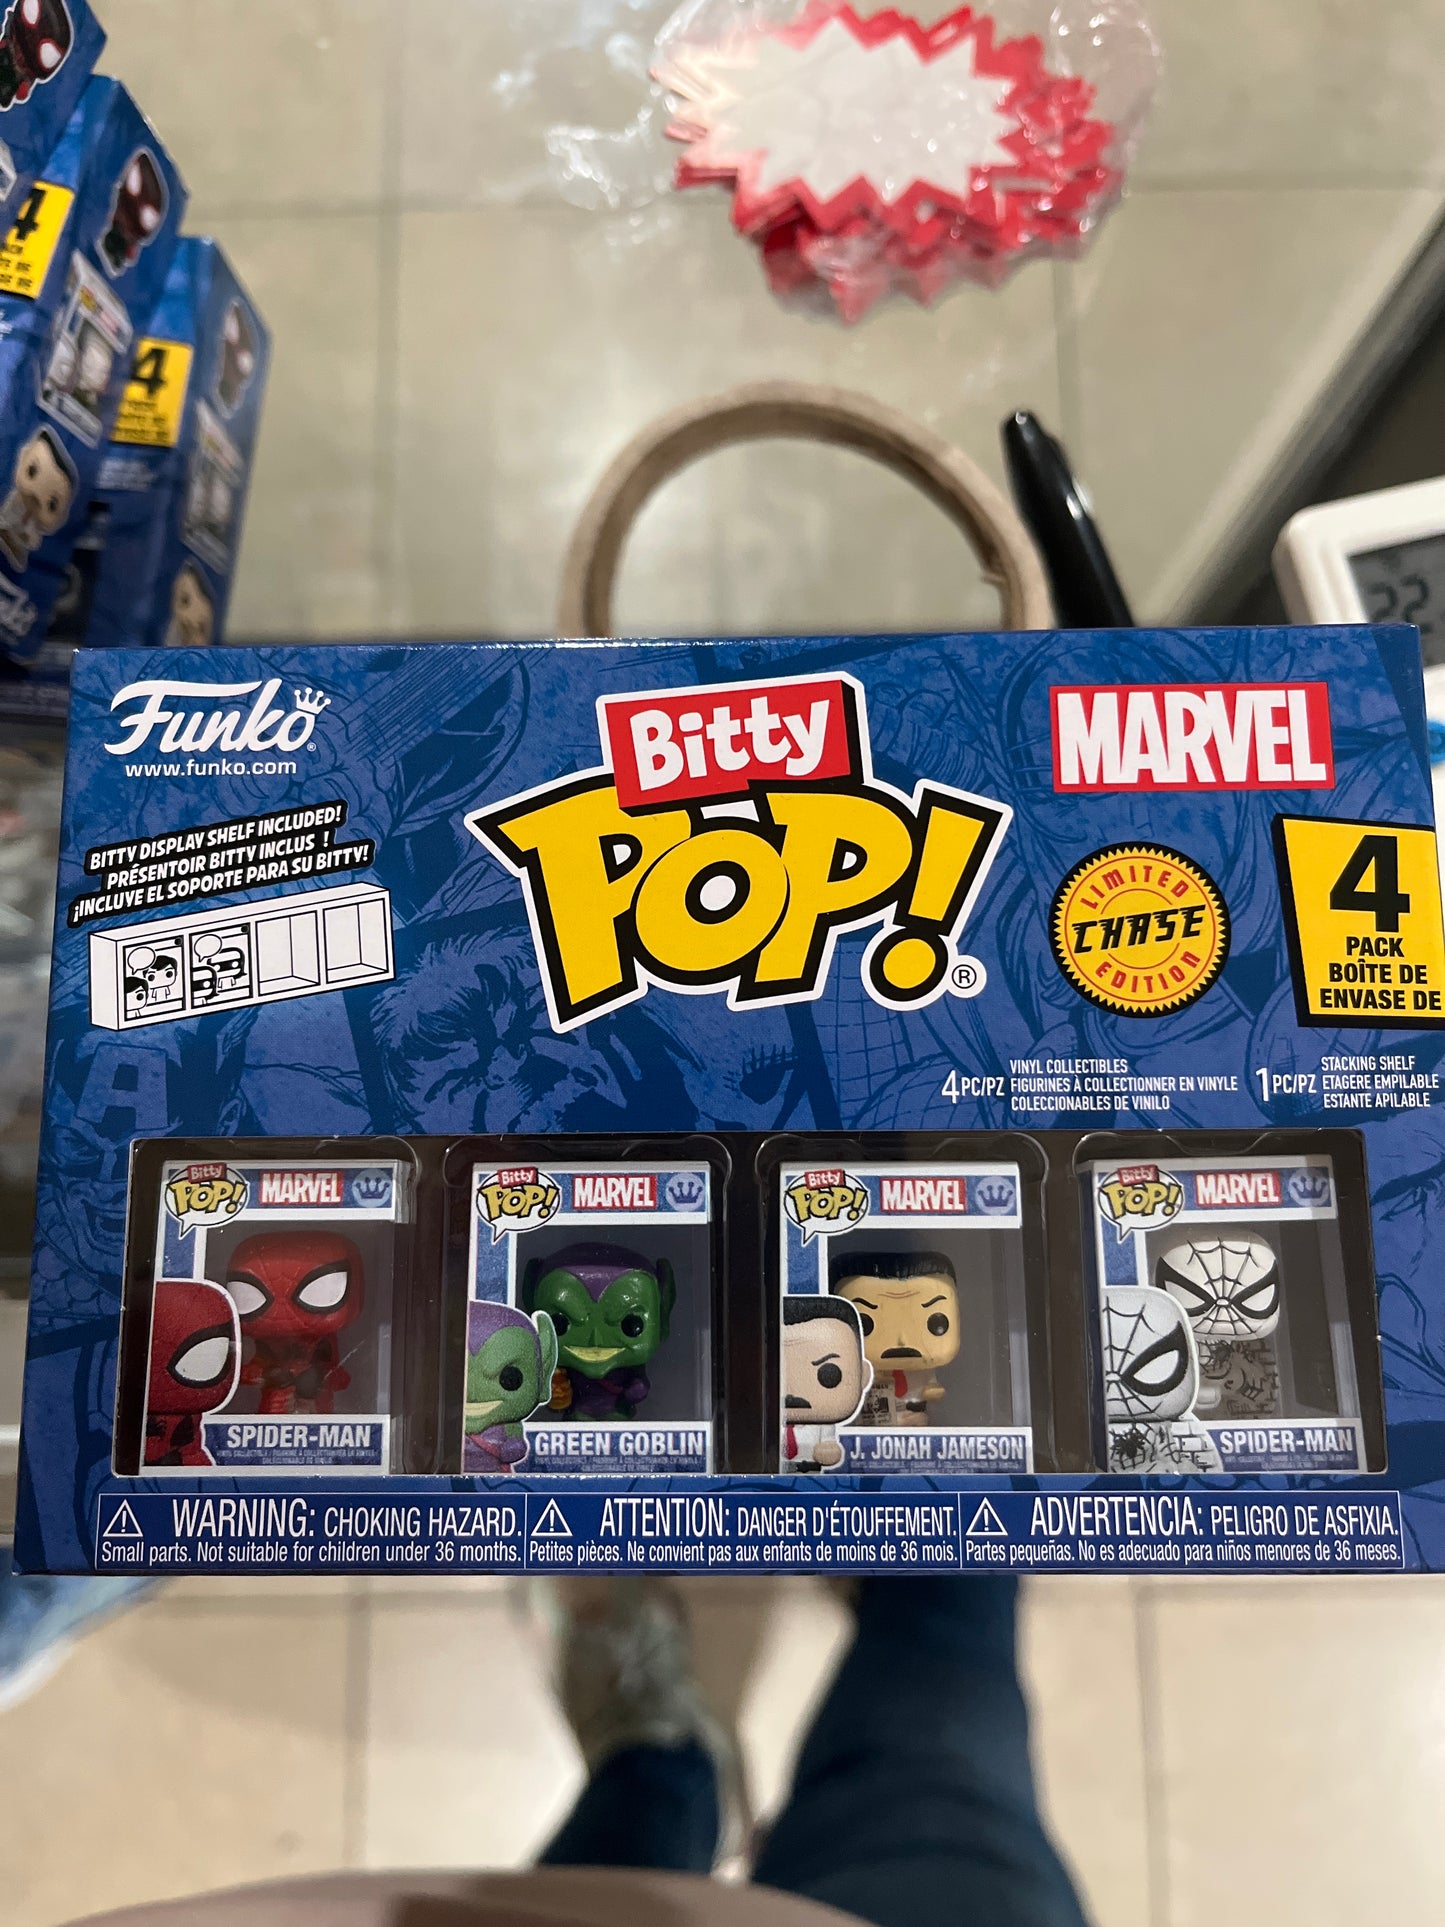 Funko®
www.funko.com
BITTY DISPLAY SHELF INCLUDED!
PRÉSENTOIR BITTY INCLUS !
¡INCLUYE EL SOPORTE PARA SU BITTY!
Bitty
POP! ®
MARVEL
LIMITED
CHASE
EDITION
4
PACK
BOÎTE DE
ENVASE DE
4 PC/PZ
VINYL COLLECTIBLES
FIGURINES À COLLECTIONNER EN VINYLE
COLECCIONABLES DE VINILO
1 PC/PZ
STACKING SHELF
ETAGERE EMPILABLE
ESTANTE APILABLE
Bitty
POP!
MARVEL
SPIDER-MAN
Bitty
POP!
MARVEL
GREEN GOBLIN
Bitty
POP!
MARVEL
J. JONAH JAMESON
Bitty
POP!
MARVEL
SPIDER-MAN
WARNING: CHOKING HAZARD.
Small parts. Not suitable for children under 36 months.
ATTENTION: DANGER D'ÉTOUFFEMENT.
Petites pièces. Ne convient pas aux enfants de moins de 36 mois.
ADVERTENCIA: PELIGRO DE ASFIXIA.
Partes pequeñas. No es adecuado para niños menores de 36 meses.
4
4
22